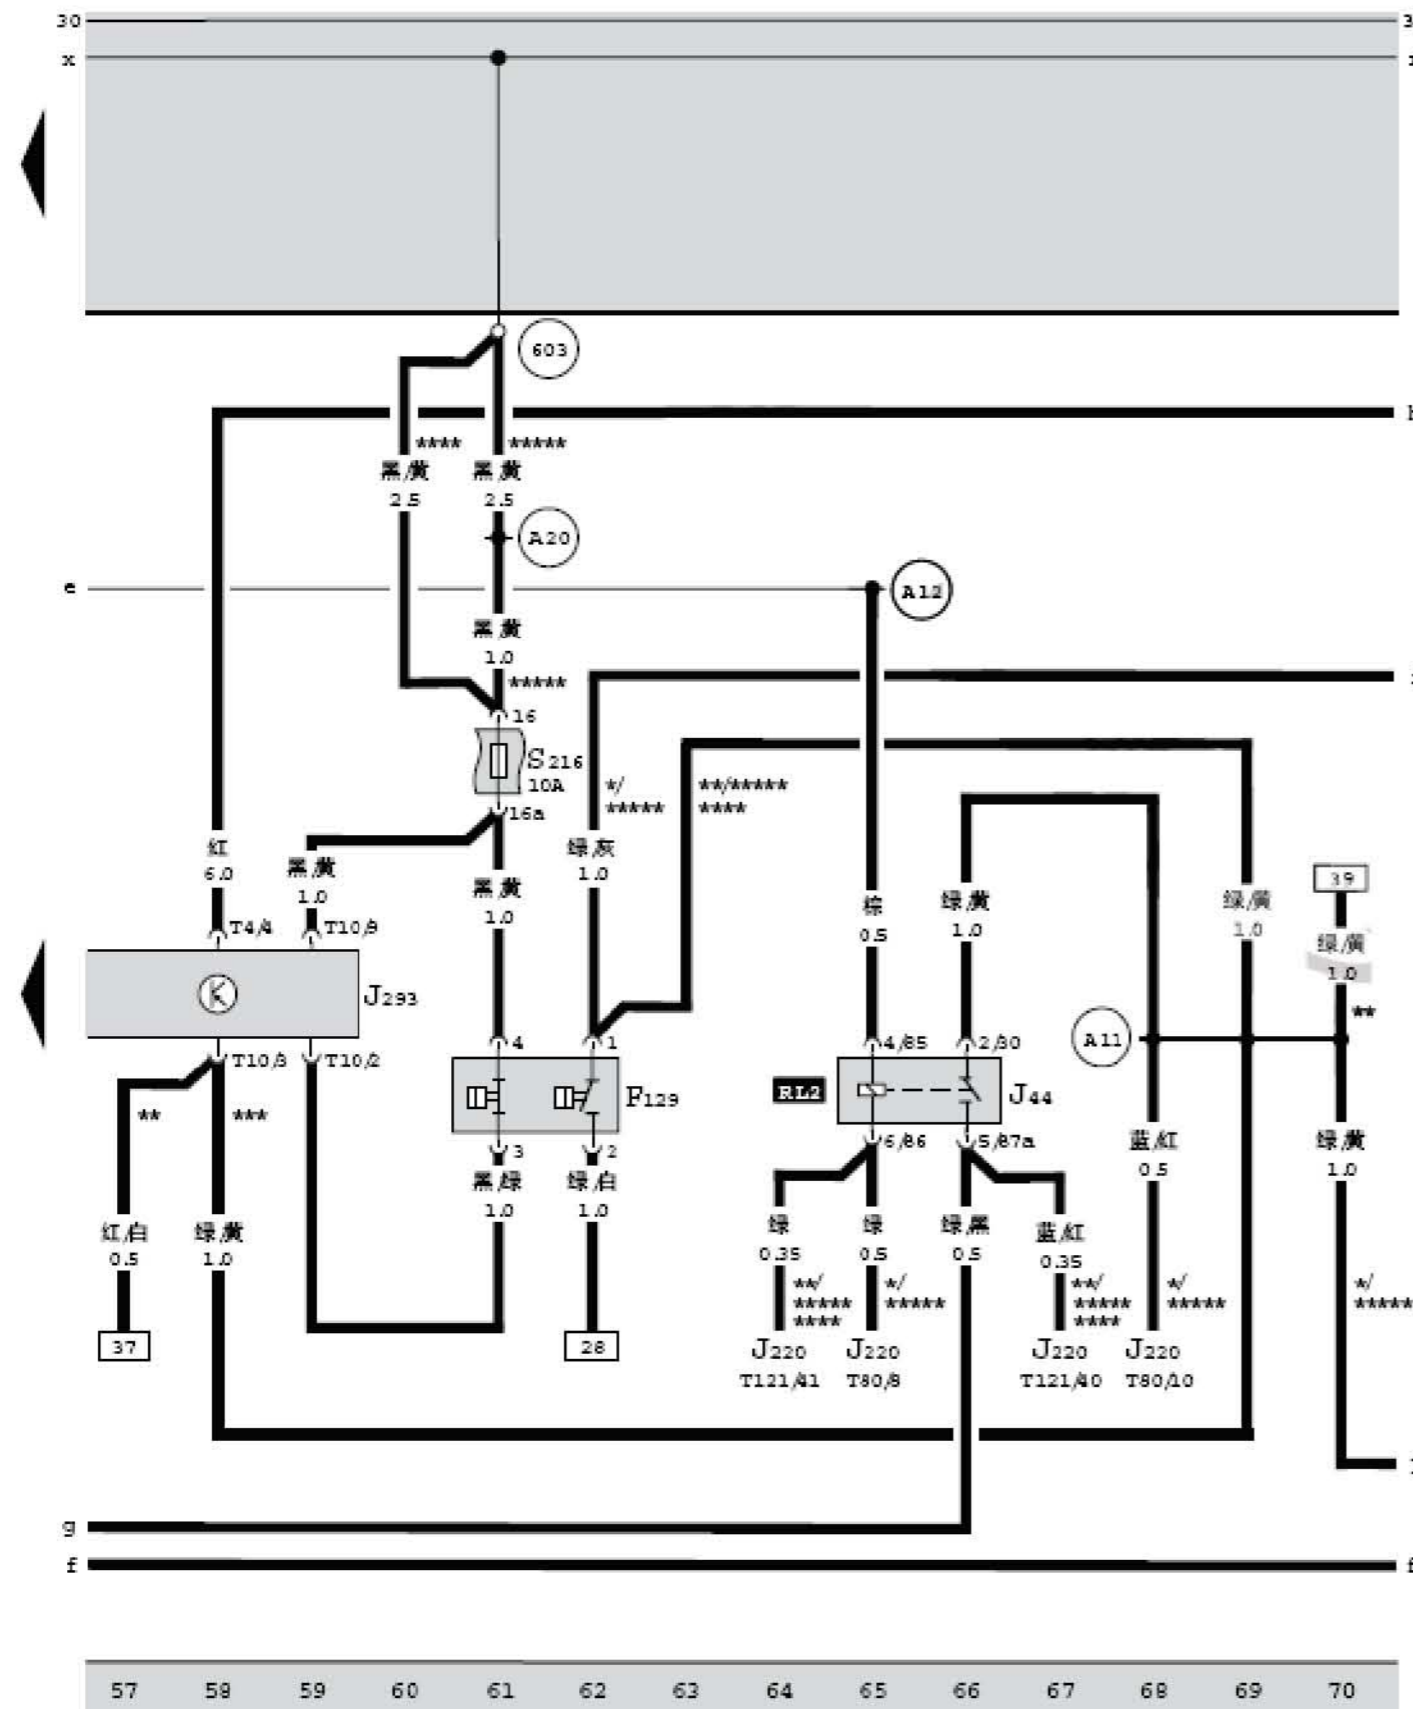 30
x
603
**** *****
黑/黄 黑/黄
2.5 2.5
A20
e
A12
黑/黄
1.0
*****
16
S216
10A
*/
*****
**/*****
****
16a
红
6.0
黑/黄
1.0
黑/黄
1.0
绿/灰
1.0
棕
0.5
绿/黄
1.0
绿/黄
1.0
39
绿/黄
1.0
**
T4/4 T10/9
K
J293
T10/3 T10/2
** ***
4 1
F129
3 2
黑/绿 绿/白
1.0 1.0
4/85 2/30
RL2
J44
6/86 5/87a
A11
蓝/红
0.5
绿/黄
1.0
红/白 绿/黄
0.5 1.0
绿 绿 绿/黑 蓝/红
0.35 0.5 0.5 0.35
**/
*****
****
*/
*****
**/
*****
****
*/
*****
*/
*****
37
28
J220 J220 J220 J220
T121/41 T80/8 T121/40 T80/10
g
f
57 58 59 60 61 62 63 64 65 66 67 68 69 70